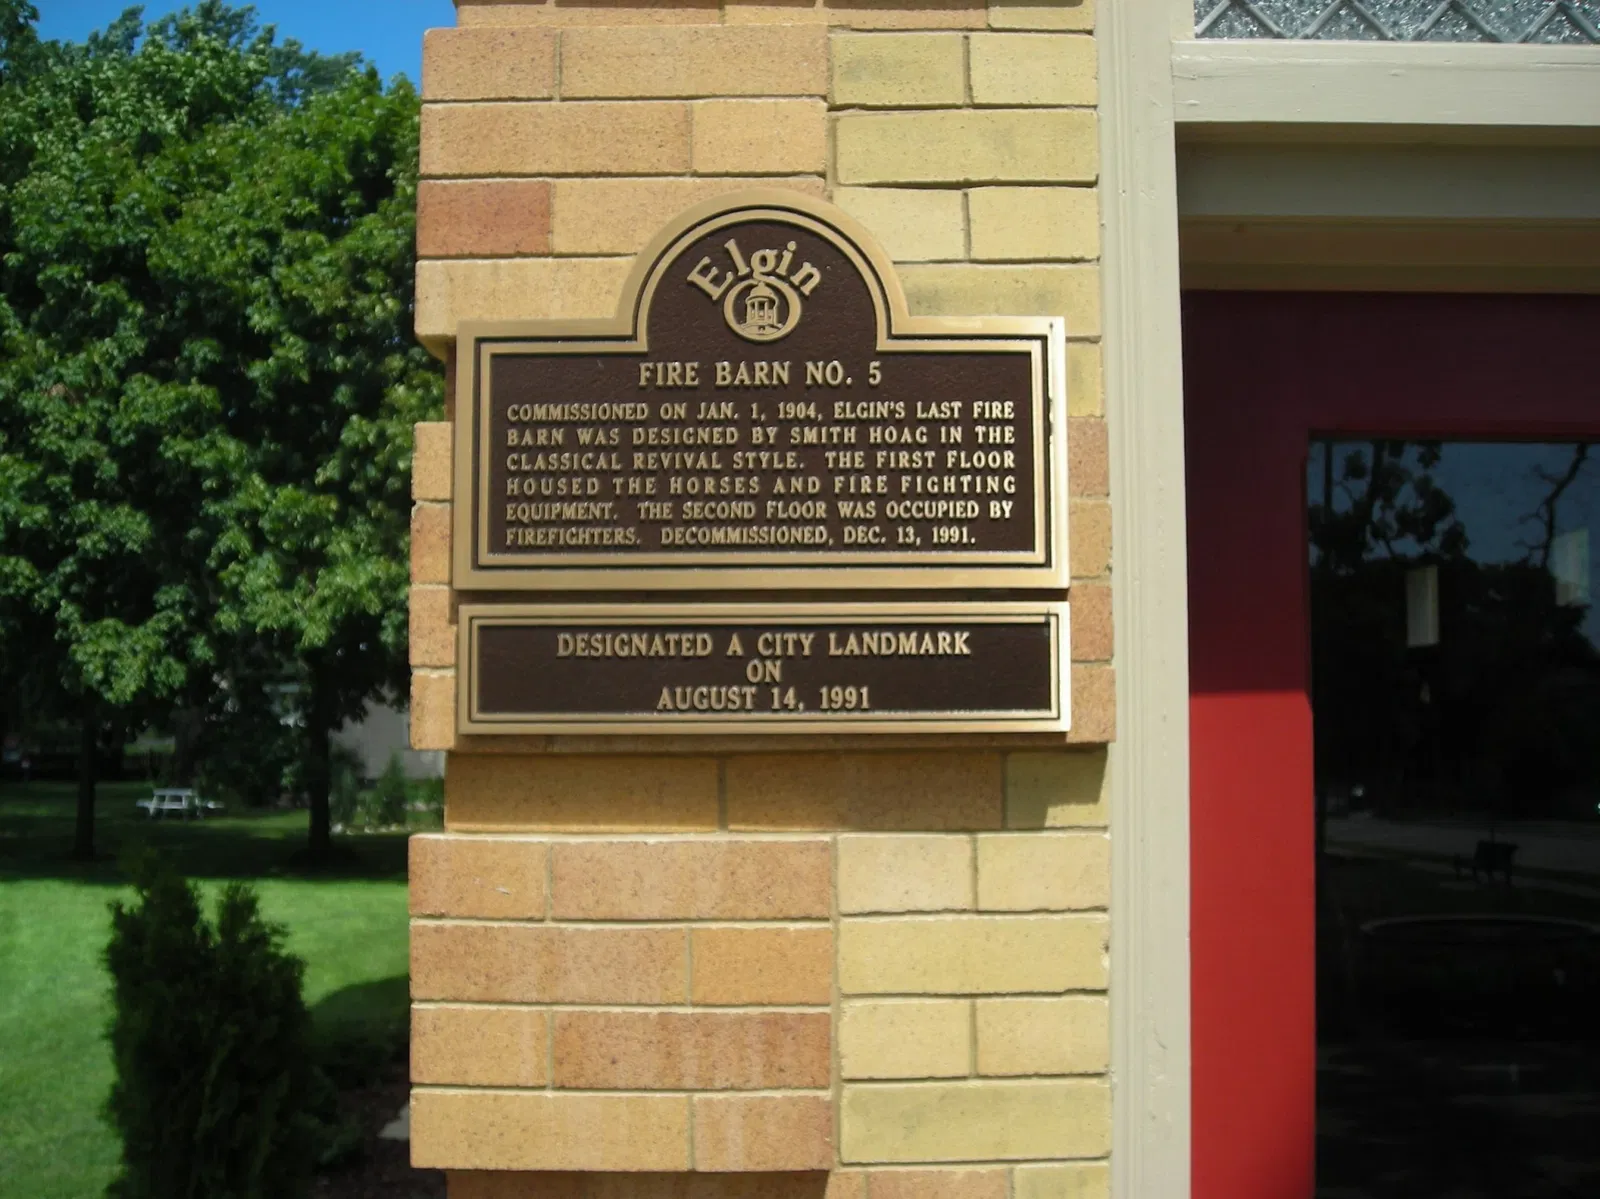 Elgin
FIRE BARN NO. 5
COMMISSIONED ON JAN. 1, 1904, ELGIN'S LAST FIRE
BARN WAS DESIGNED BY SMITH HOAG IN THE
CLASSICAL REVIVAL STYLE. THE FIRST FLOOR
HOUSED THE HORSES AND FIRE FIGHTING
EQUIPMENT. THE SECOND FLOOR WAS OCCUPIED BY
FIREFIGHTERS. DECOMMISSIONED, DEC. 13, 1991.
DESIGNATED A CITY LANDMARK
ON
AUGUST 14, 1991